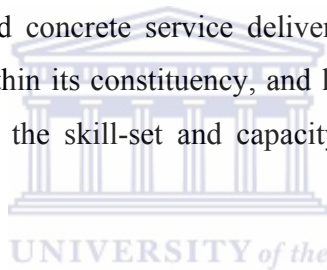 d concrete service deliver
thin its constituency, and h
the skill-set and capacity
UNIVERSITY of the